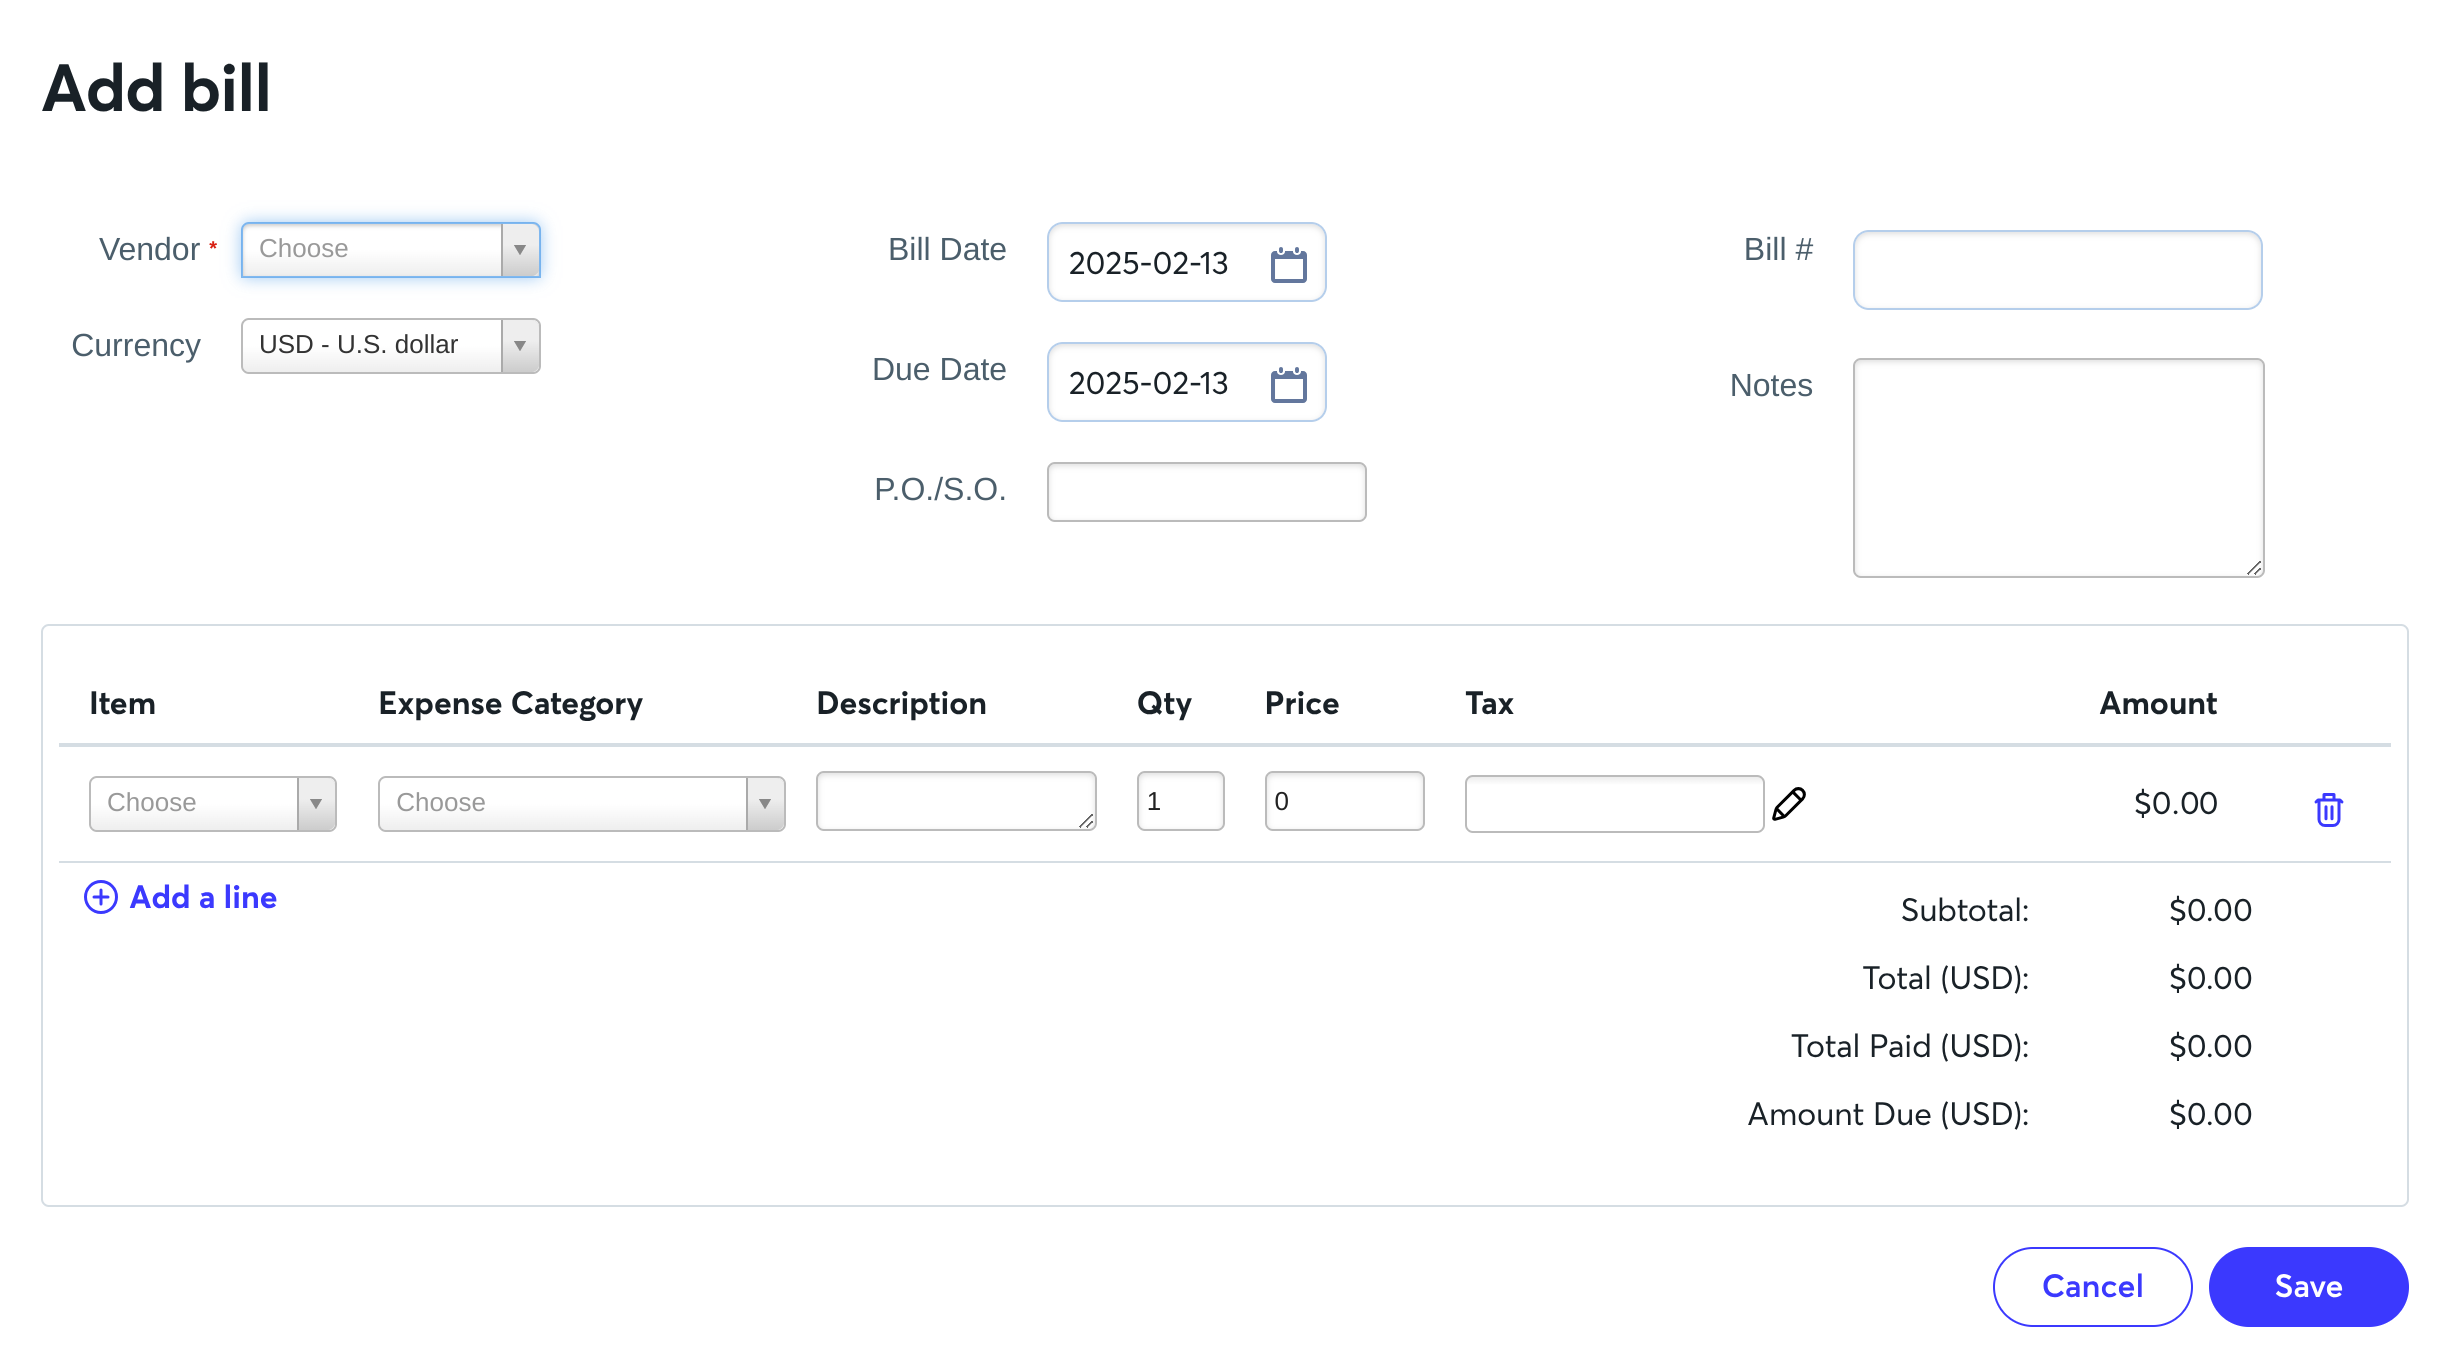 Add bill
Vendor *
Choose
Currency
USD - U.S. dollar
Bill Date
2025-02-13
Due Date
2025-02-13
P.O./S.O.
Bill #
Notes
Item Expense Category Description Qty Price Tax Amount
Choose Choose 1 0 $0.00
Add a line
Subtotal: $0.00
Total (USD): $0.00
Total Paid (USD): $0.00
Amount Due (USD): $0.00
Cancel Save